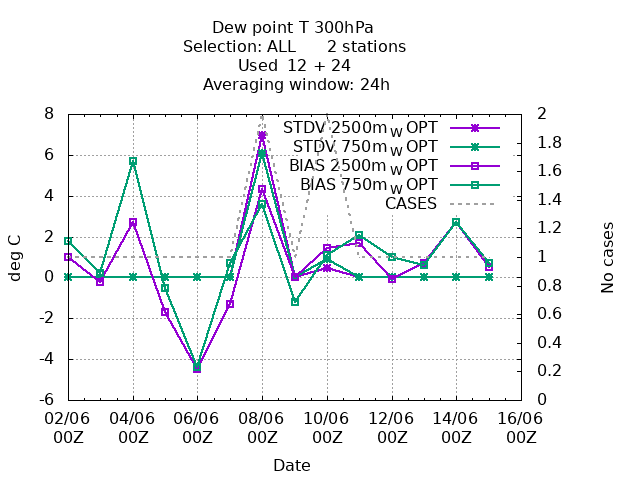 Dew point T 300hPa
Selection: ALL 2 stations
Used 12 + 24
Averaging window: 24h
STDV 2500m W OPT
STDV 750m W OPT
BIAS 2500m W OPT
BIAS 750m W OPT
CASES
deg C
8
6
4
2
0
-2
-4
-6
No cases
2
1.8
1.6
1.4
1.2
1
0.8
0.6
0.4
0.2
0
02/06 04/06 06/06 08/06 10/06 12/06 14/06 16/06
00Z 00Z 00Z 00Z 00Z 00Z 00Z 00Z
Date